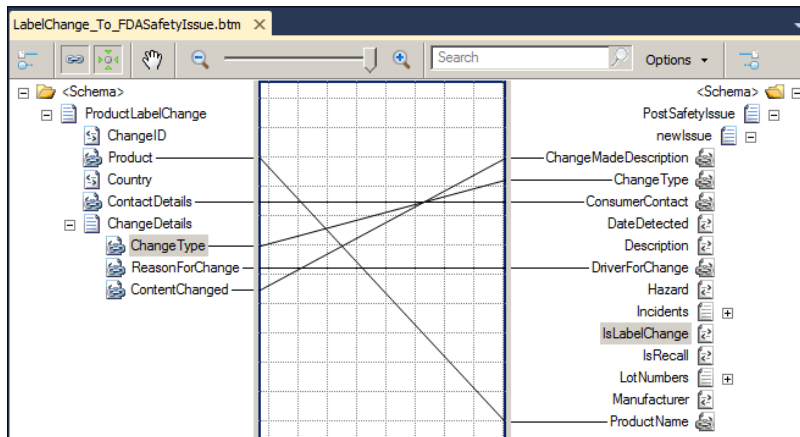 LabelChange_To_FDASafetyIssue.btm
Search
Options
<Schema>
ProductLabelChange
ChangeID
Product
Country
ContactDetails
ChangeDetails
ChangeType
ReasonForChange
ContentChanged
<Schema>
PostSafetyIssue
newIssue
ChangeMadeDescription
ChangeType
ConsumerContact
DateDetected
Description
DriverForChange
Hazard
Incidents
IsLabelChange
IsRecall
LotNumbers
Manufacturer
ProductName